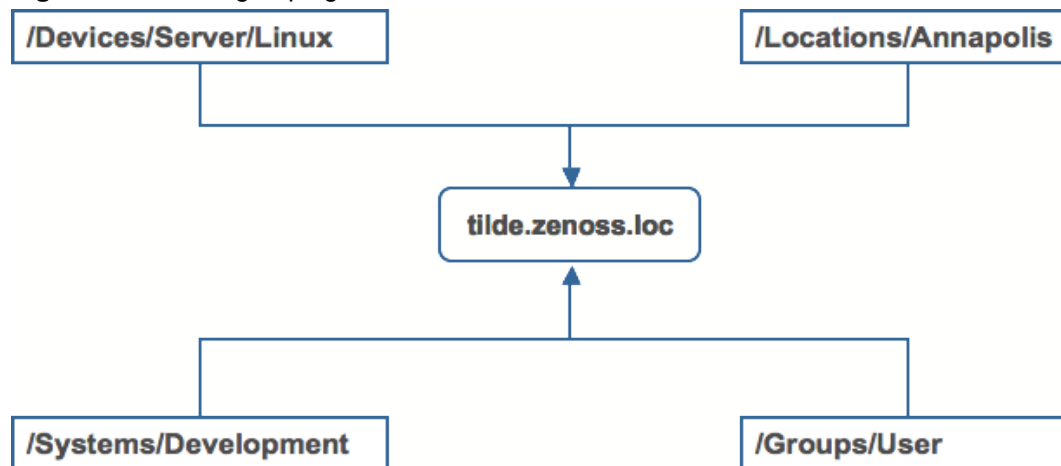 /Devices/Server/Linux
/Locations/Annapolis
tilde.zenoss.loc
/Systems/Development
/Groups/User